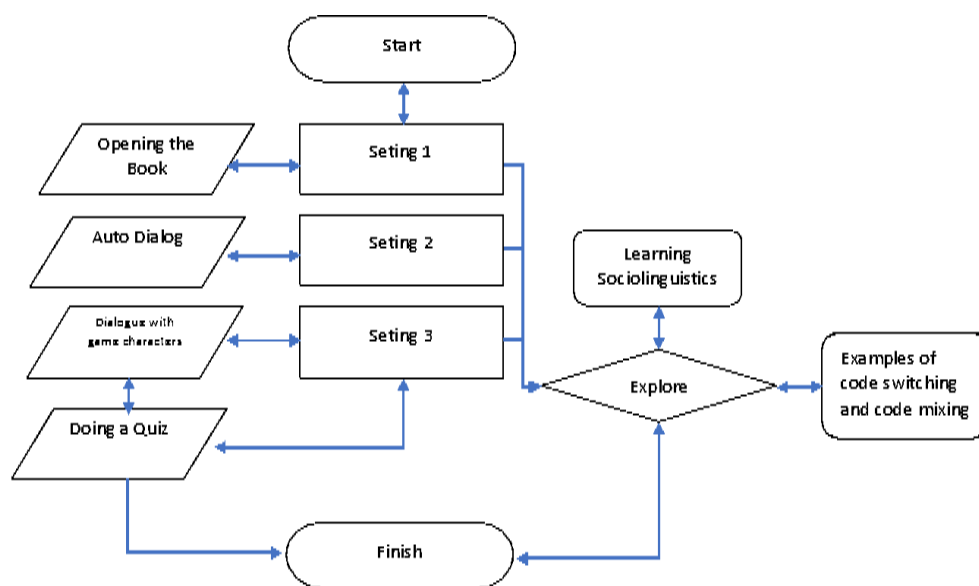 Start
Opening the
Book
Seting 1
Auto Dialog
Seting 2
Learning
Sociolinguistics
Dialogue with
game characters
Seting 3
Explore
Examples of
code switching
and code mixing
Doing a Quiz
Finish